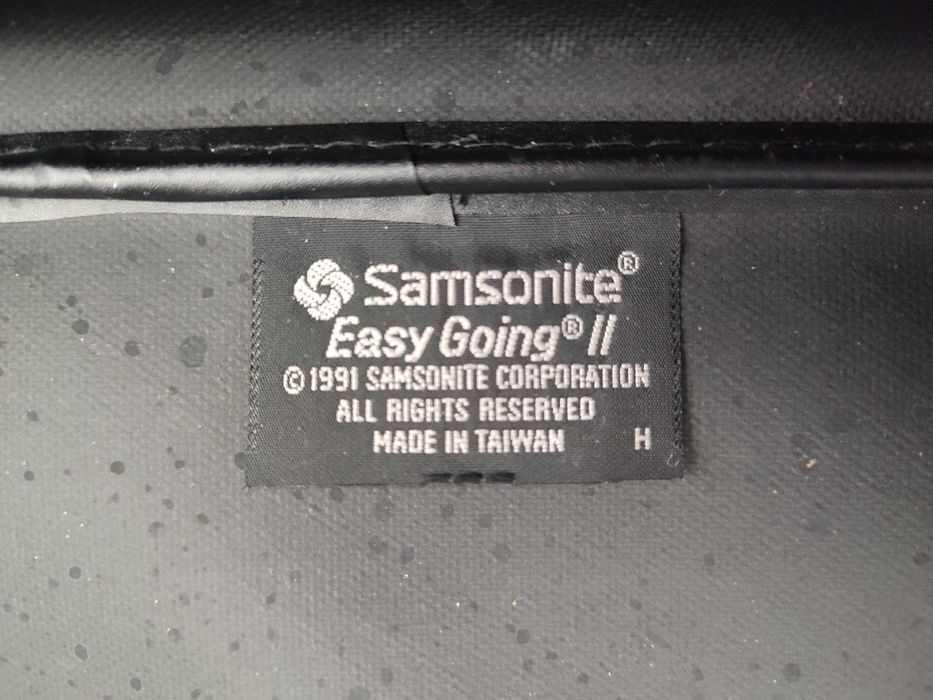 Samsonite®
Easy Going® II
© 1991 SAMSONITE CORPORATION
ALL RIGHTS RESERVED
MADE IN TAIWAN H